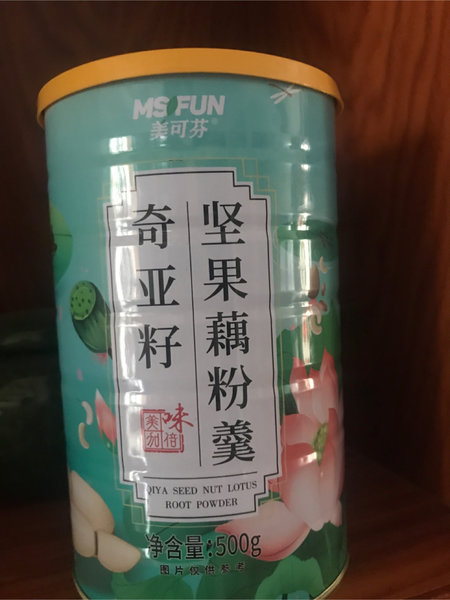 MS FUN
美可芬®
坚果藕粉羹
奇亚籽
美味
加倍
QIYA SEED NUT LOTUS
ROOT POWDER
净含量:500g
图片仅供参考